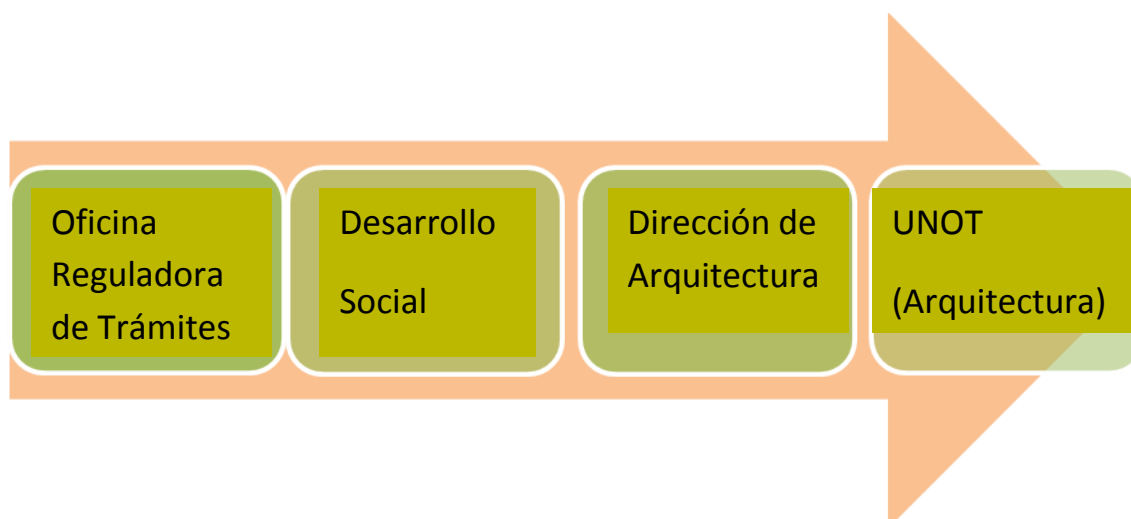 Oficina
Reguladora
de Trámites
Desarrollo
Social
Dirección de
Arquitectura
UNOT
(Arquitectura)